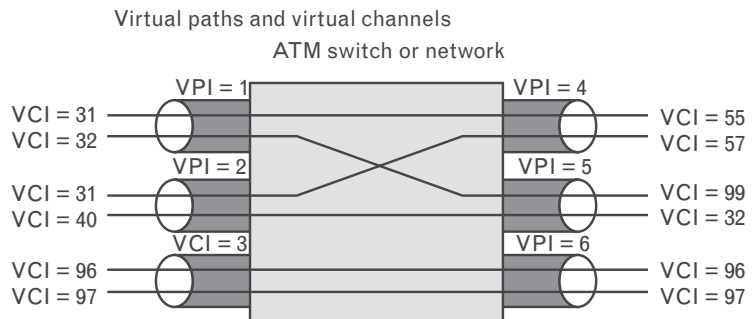 Virtual paths and virtual channels
ATM switch or network
VPI = 1
VPI = 4
VCI = 31
VCI = 55
VCI = 32
VCI = 57
VPI = 2
VPI = 5
VCI = 31
VCI = 99
VCI = 40
VCI = 32
VCI = 3
VPI = 6
VCI = 96
VCI = 96
VCI = 97
VCI = 97